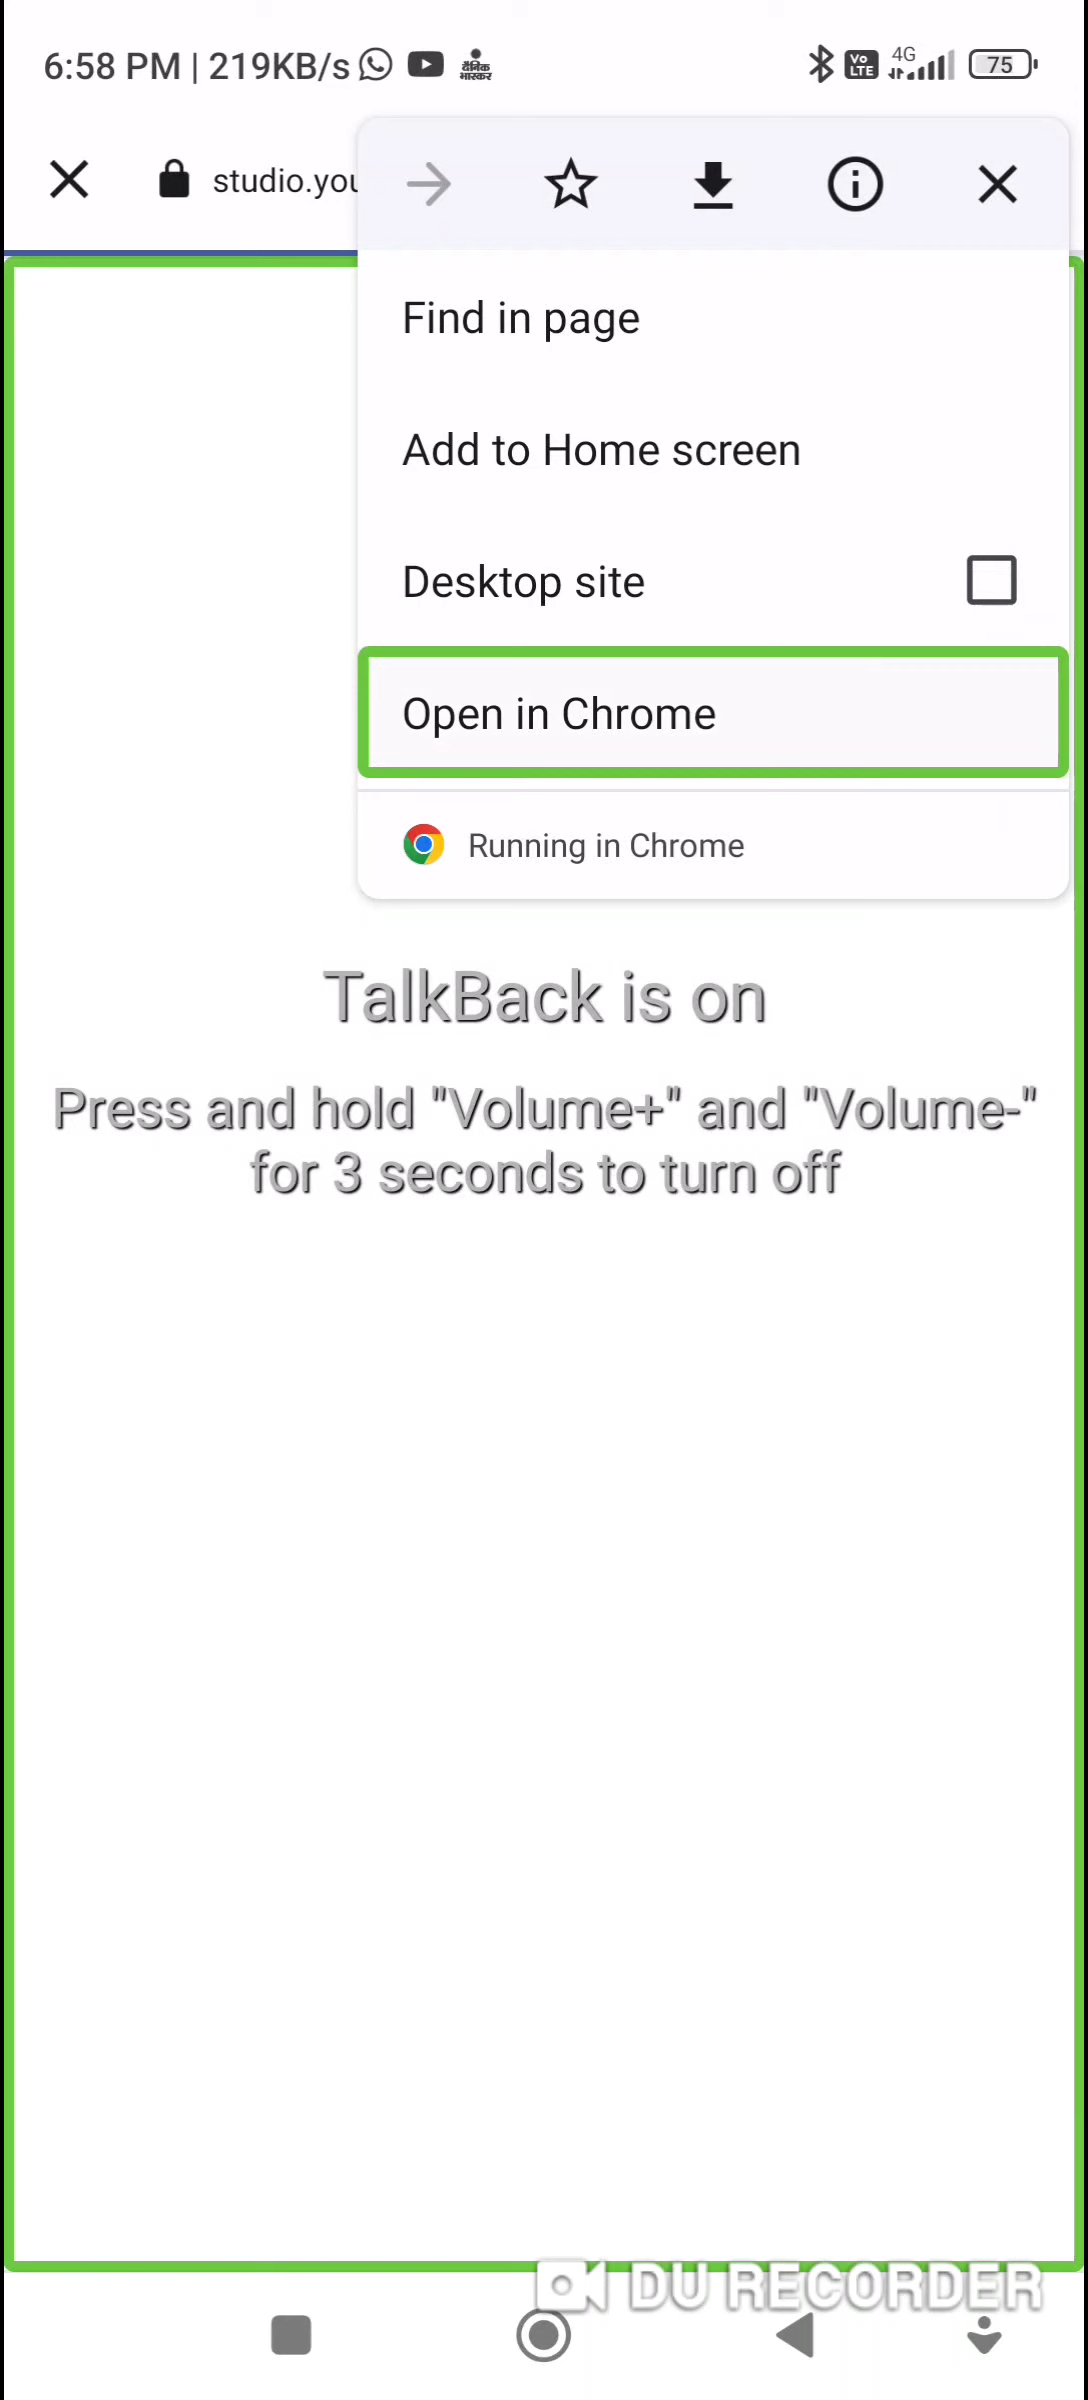 6:58 PM | 219KB/s दैनिक भास्कर Vo LTE 4G 75
studio.you
Find in page
Add to Home screen
Desktop site
Open in Chrome
Running in Chrome
TalkBack is on
Press and hold "Volume+" and "Volume-"
for 3 seconds to turn off
DU RECORDER